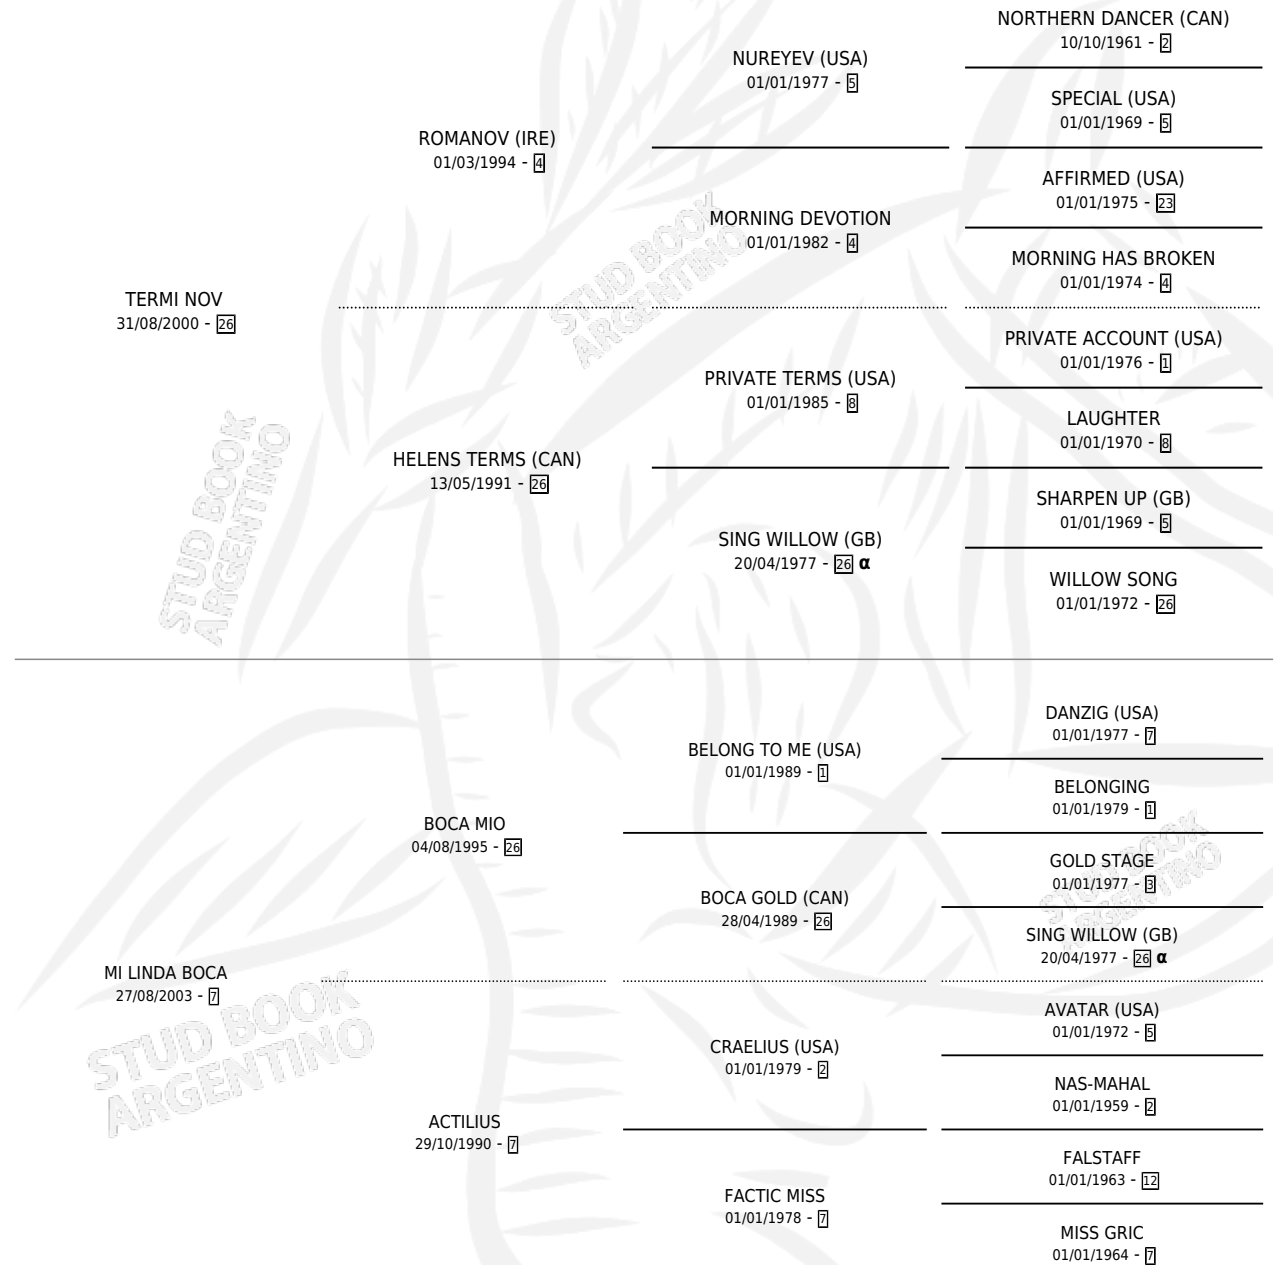 NORTHERN DANCER (CAN)
10/10/1961 - 2
NUREYEV (USA)
01/01/1977 - 5
SPECIAL (USA)
01/01/1969 - 5
ROMANOV (IRE)
01/03/1994 - 4
AFFIRMED (USA)
01/01/1975 - 23
MORNING DEVOTION
01/01/1982 - 4
MORNING HAS BROKEN
01/01/1974 - 4
TERMI NOV
31/08/2000 - 26
PRIVATE ACCOUNT (USA)
01/01/1976 - 1
PRIVATE TERMS (USA)
01/01/1985 - 8
LAUGHTER
01/01/1970 - 8
HELENS TERMS (CAN)
13/05/1991 - 26
SHARPEN UP (GB)
01/01/1969 - 5
SING WILLOW (GB)
20/04/1977 - 26 α
WILLOW SONG
01/01/1972 - 26
DANZIG (USA)
01/01/1977 - 7
BELONG TO ME (USA)
01/01/1989 - 1
BELONGING
01/01/1979 - 1
BOCA MIO
04/08/1995 - 26
GOLD STAGE
01/01/1977 - 3
BOCA GOLD (CAN)
28/04/1989 - 26
SING WILLOW (GB)
20/04/1977 - 26 α
MI LINDA BOCA
27/08/2003 - 7
AVATAR (USA)
01/01/1972 - 5
CRAELIUS (USA)
01/01/1979 - 2
NAS-MAHAL
01/01/1959 - 2
ACTILIUS
29/10/1990 - 7
FALSTAFF
01/01/1963 - 12
FACTIC MISS
01/01/1978 - 7
MISS GRIC
01/01/1964 - 7
STUD BOOK
ARGENTINO
STUD BOOK
ARGENTINO
STUD BOOK
ARGENTINO
STUD BOOK
ARGENTINO